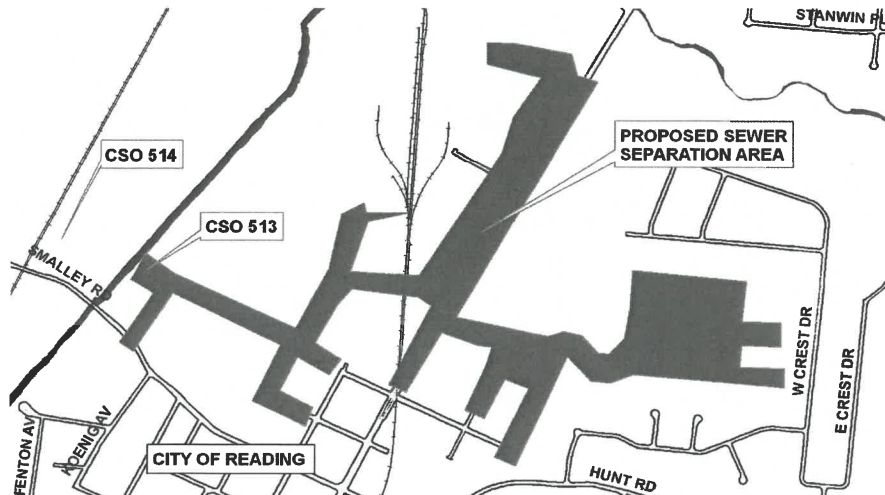 STANWIN P
CSO 514
PROPOSED SEWER
SEPARATION AREA
CSO 513
SMALLEY RD
W CREST DR
E CREST DR
FENTON AV
KOENIG AV
CITY OF READING
HUNT RD